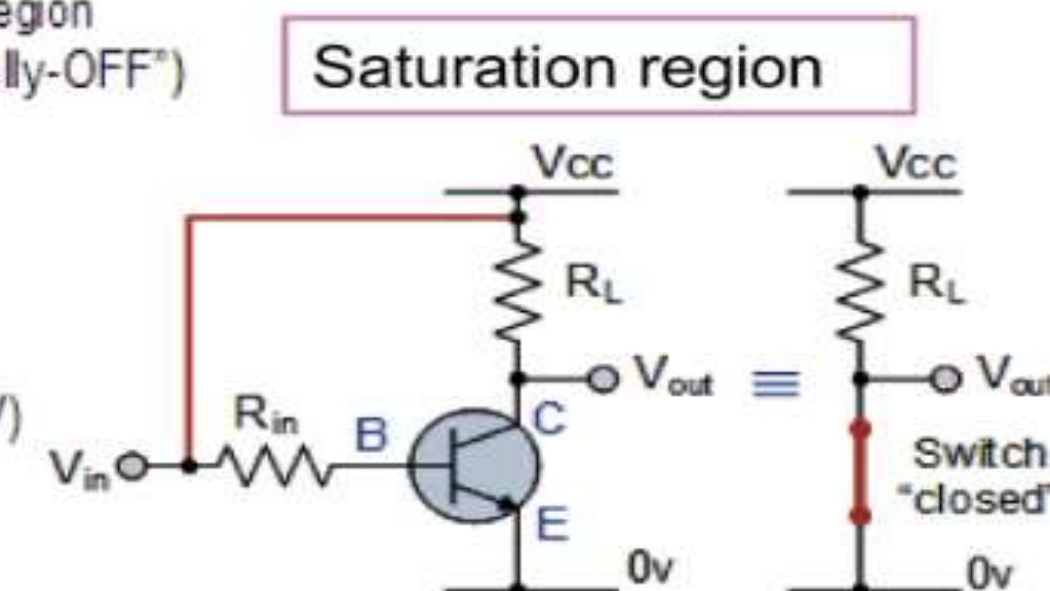 egion
lly-OFF")
Saturation region
Vcc
Vcc
RL
RL
Vout
Vout
Rin
B
C
Vin
Switch
"closed"
E
0v
0v